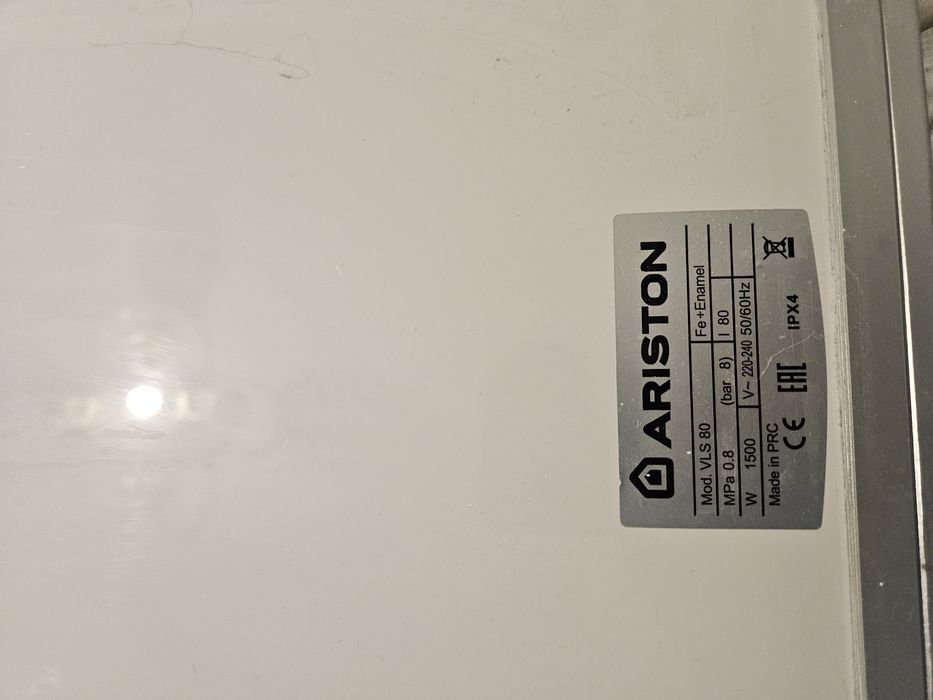 ARISTON
Mod. VLS 80 Fe+Enamel
MPa 0.8 (bar 8) l 80
W 1500 V~ 220-240 50/60Hz
Made in PRC
CE EAC IPX4